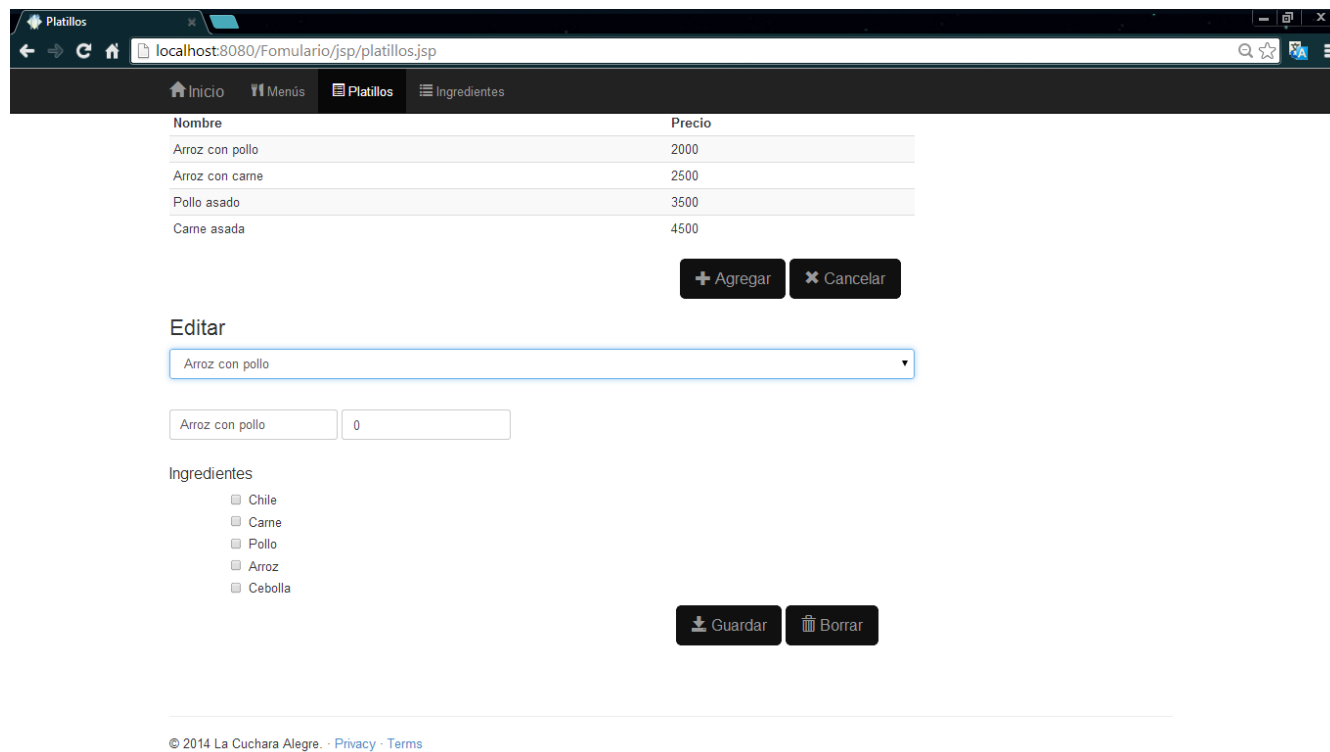 Platillos
localhost:8080/Fomulario/jsp/platillos.jsp
Inicio Menús Platillos Ingredientes
Nombre Precio
Arroz con pollo 2000
Arroz con carne 2500
Pollo asado 3500
Carne asada 4500
Agregar Cancelar
Editar
Arroz con pollo
Arroz con pollo 0
Ingredientes
Chile
Carne
Pollo
Arroz
Cebolla
Guardar Borrar
© 2014 La Cuchara Alegre. · Privacy · Terms